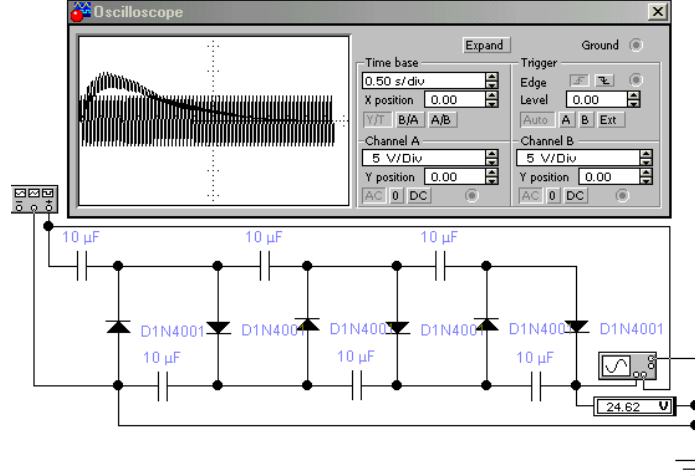 Oscilloscope
Expand
Ground
Time base
Trigger
0.50 s/div
Edge
X position 0.00
Level 0.00
Y/T B/A A/B
Auto A B Ext
Channel A
Channel B
5 V/Div
5 V/Div
Y position 0.00
Y position 0.00
AC 0 DC
AC 0 DC
10 µF
10 µF
10 µF
D1N4001
D1N4001
D1N4001
D1N4001
D1N4001
D1N4001
10 µF
10 µF
10 µF
24.62 V